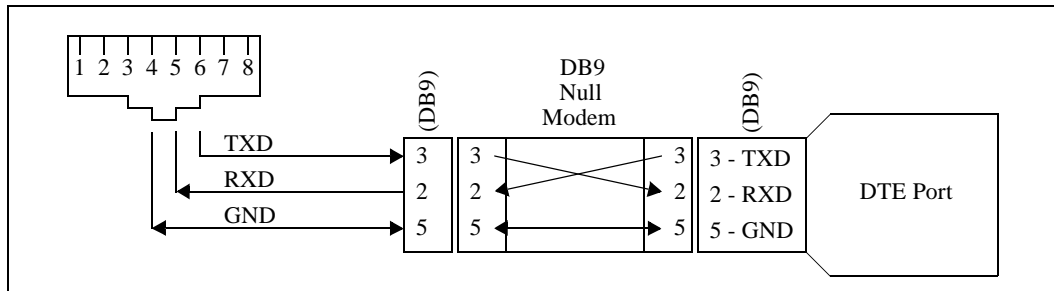 1 2 3 4 5 6 7 8
(DB9)
DB9
Null
Modem
(DB9)
TXD
RXD
GND
3
2
5
3
2
5
3
2
5
3 - TXD
2 - RXD
5 - GND
DTE Port